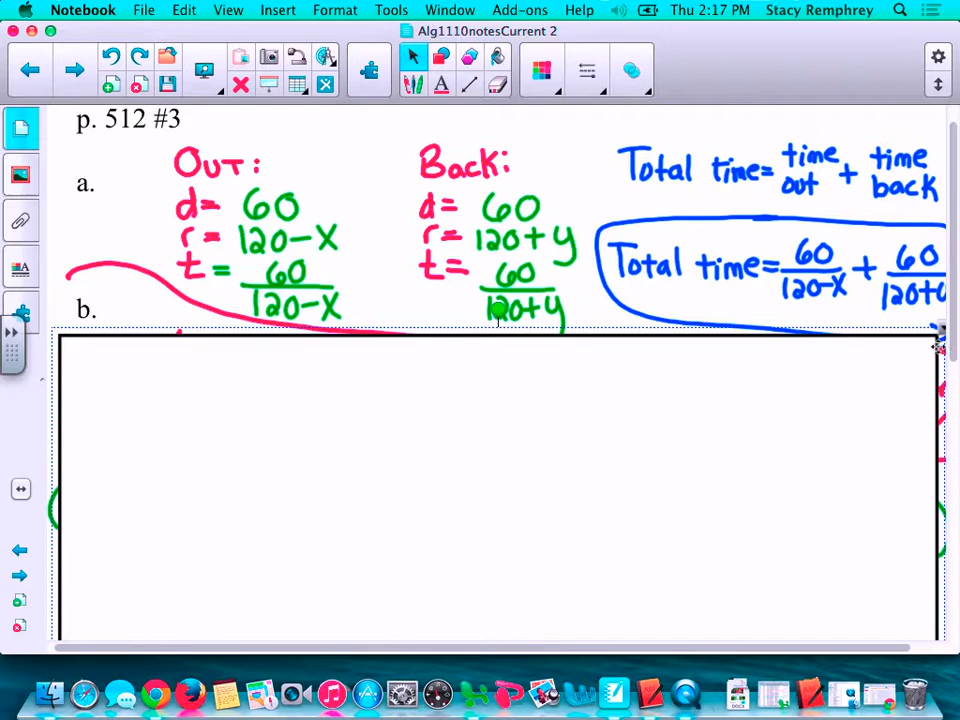 Notebook File Edit View Insert Format Tools Window Add-ons Help Thu 2:17 PM Stacy Remphrey
Alg1110notesCurrent 2
p. 512 #3
a.
Out:
d= 60
r= 120-x
t= 60
120-x
Back:
d= 60
r= 120+y
t= 60
120+y
Total time= time out + time back
Total time= 60/120-x + 60/120+y
b.